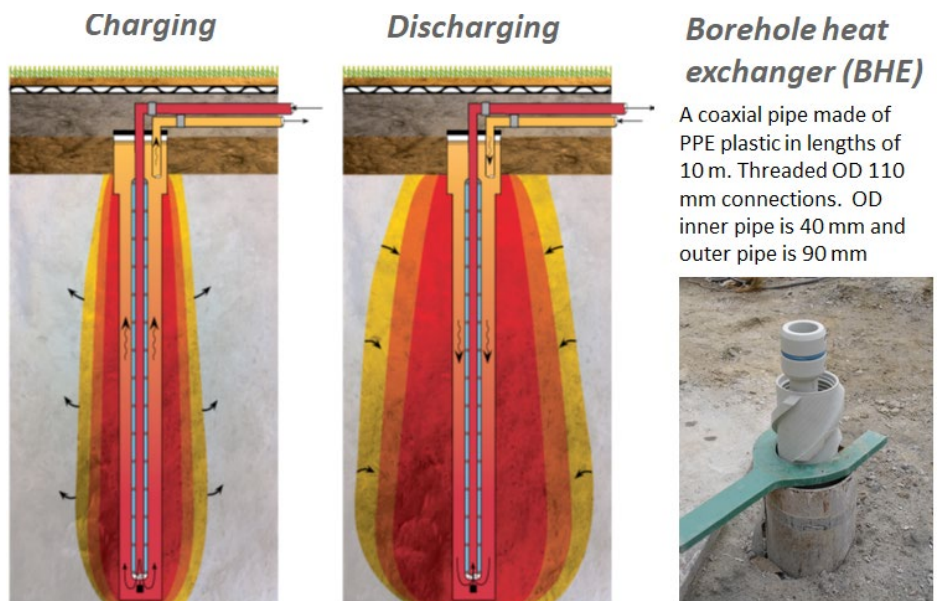 Charging
Discharging
Borehole heat
exchanger (BHE)
A coaxial pipe made of
PPE plastic in lengths of
10 m. Threaded OD 110
mm connections.  OD
inner pipe is 40 mm and
outer pipe is 90 mm